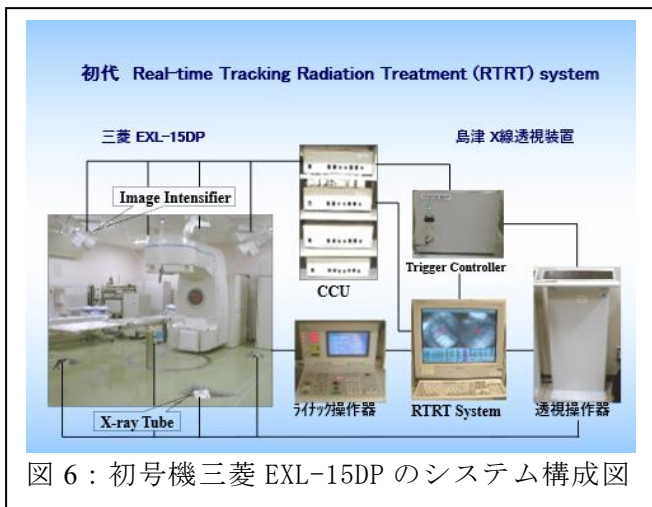 初代 Real-time Tracking Radiation Treatment (RTRT) system
三菱 EXL-15DP
島津 X線透視装置
Image Intensifier
CCU
Trigger Controller
X-ray Tube
ライナック操作器
RTRT System
透視操作器
図 6：初号機三菱 EXL-15DP のシステム構成図